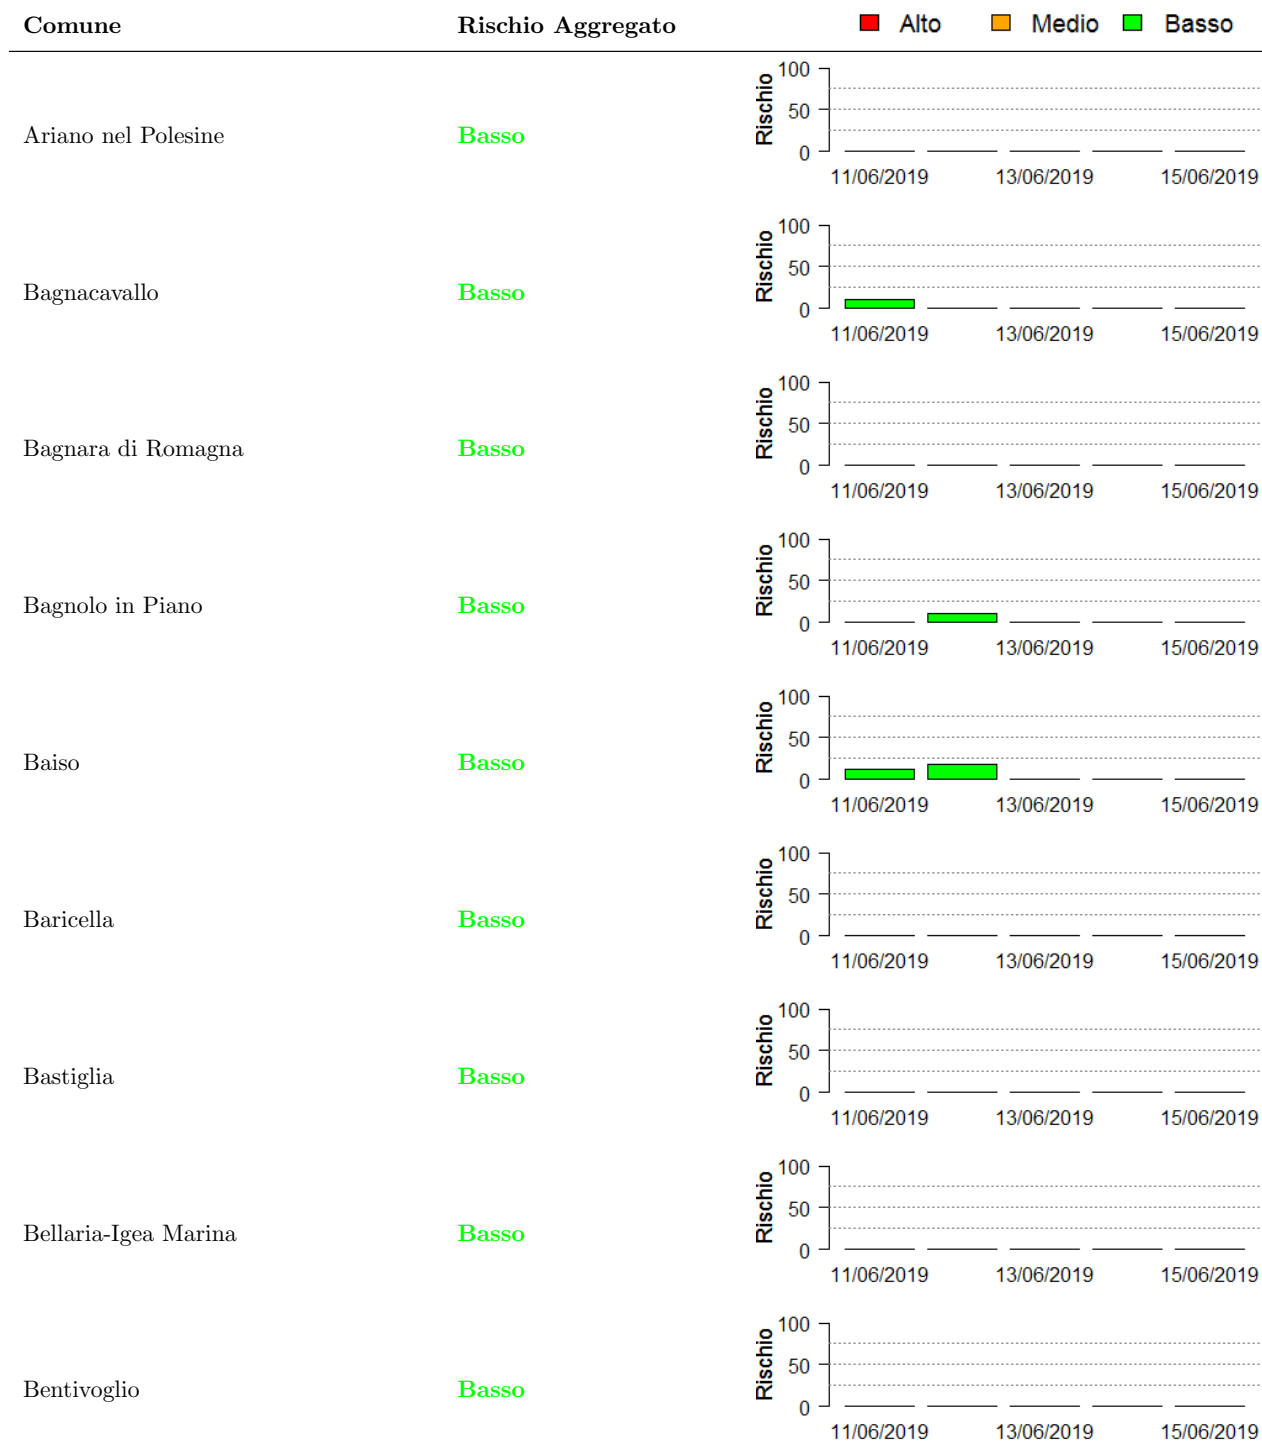 Comune Rischio Aggregato Alto Medio Basso
100
50
0
Rischio
Ariano nel Polesine Basso
11/06/2019 13/06/2019 15/06/2019
100
50
0
Rischio
Bagnacavallo Basso
11/06/2019 13/06/2019 15/06/2019
100
50
0
Rischio
Bagnara di Romagna Basso
11/06/2019 13/06/2019 15/06/2019
100
50
0
Rischio
Bagnolo in Piano Basso
11/06/2019 13/06/2019 15/06/2019
100
50
0
Rischio
Baiso Basso
11/06/2019 13/06/2019 15/06/2019
100
50
0
Rischio
Baricella Basso
11/06/2019 13/06/2019 15/06/2019
100
50
0
Rischio
Bastiglia Basso
11/06/2019 13/06/2019 15/06/2019
100
50
0
Rischio
Bellaria-Igea Marina Basso
11/06/2019 13/06/2019 15/06/2019
100
50
0
Rischio
Bentivoglio Basso
11/06/2019 13/06/2019 15/06/2019